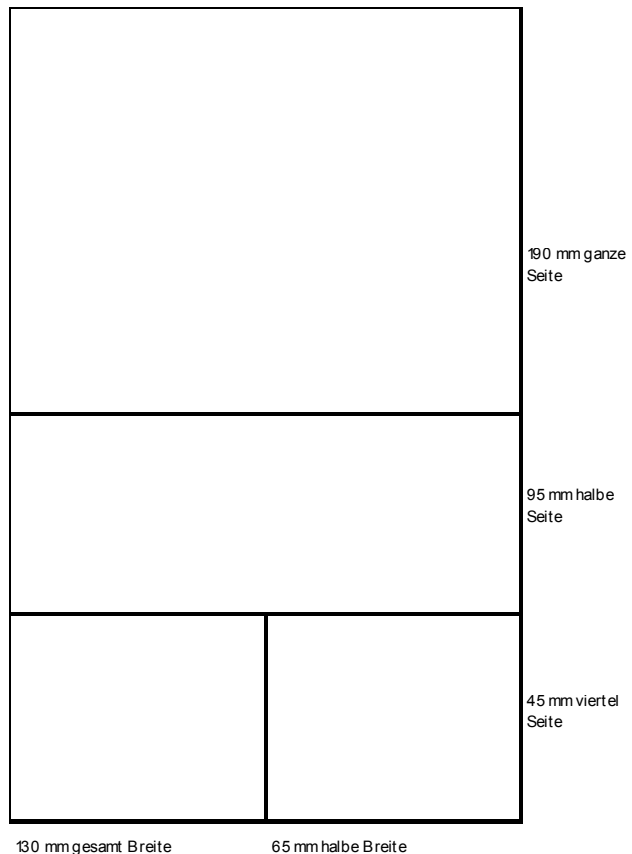 190 mm ganze
Seite
95 mm halbe
Seite
45 mm viertel
Seite
130 mm gesamt Breite
65 mm halbe Breite